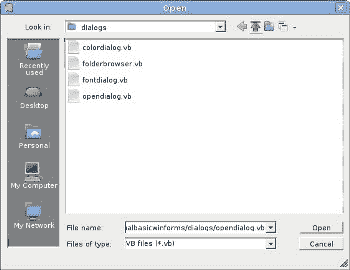 Open
Look in: dialogs
Recently used
Desktop
Personal
My Computer
My Network
colordialog.vb
folderbrowser.vb
fontdialog.vb
opendialog.vb
File name: ialbasicwinforms/dialogs/opendialog.vb
Open
Files of type: VB files (*.vb)
Cancel